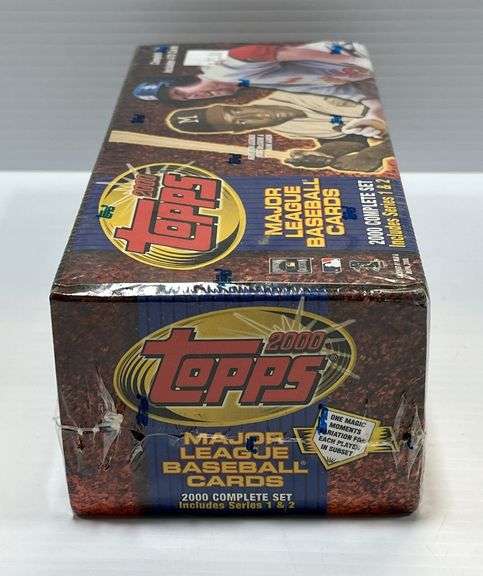 M
2000
TOPPS
MAJOR
LEAGUE
BASEBALL
CARDS
2000 COMPLETE SET
Includes Series 1 & 2
2000
TOPPS
MAJOR
LEAGUE
BASEBALL
CARDS
2000 COMPLETE SET
Includes Series 1 & 2
ONE MAGIC
MOMENTS
VARIATION FOR
EACH PLAYER
IN SUBSET